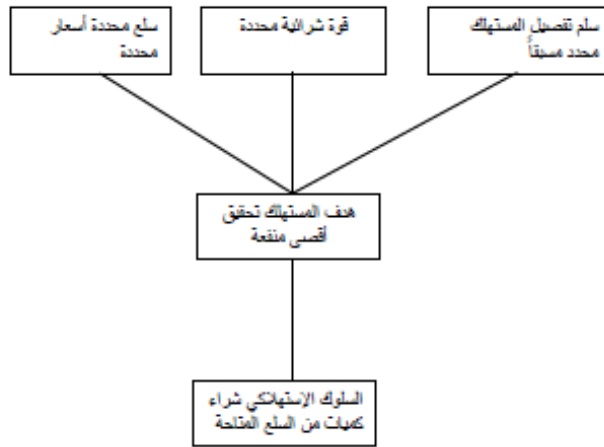 سلم تفصيل المستهلك
محدد مسبقاً
قوة شرائية محددة
سلع محددة أسعار
محددة
هدف المستهلك تحقيق
أقصى منفعة
السلوك الإستهلاكي شراء
كميات من السلع المتاحة